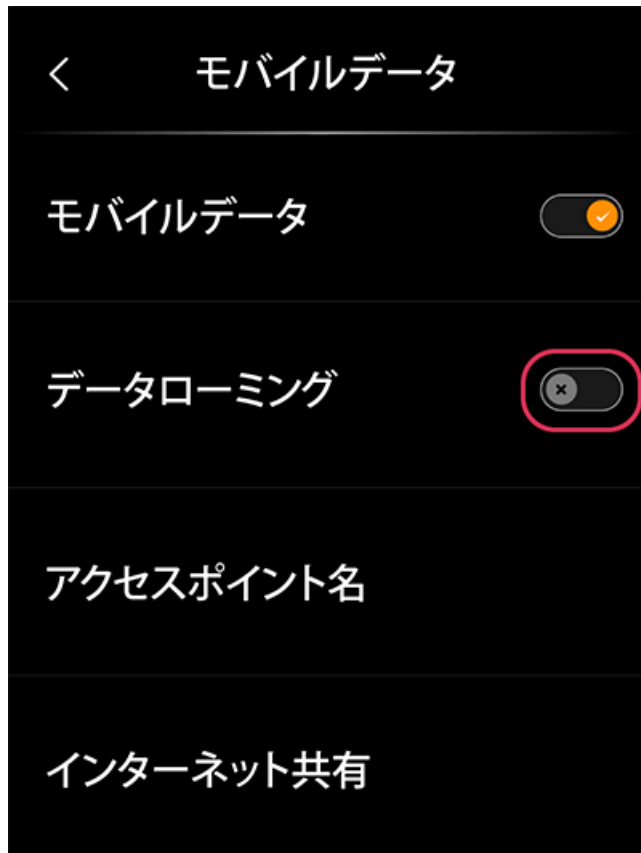 モバイルデータ
モバイルデータ
データローミング
アクセスポイント名
インターネット共有